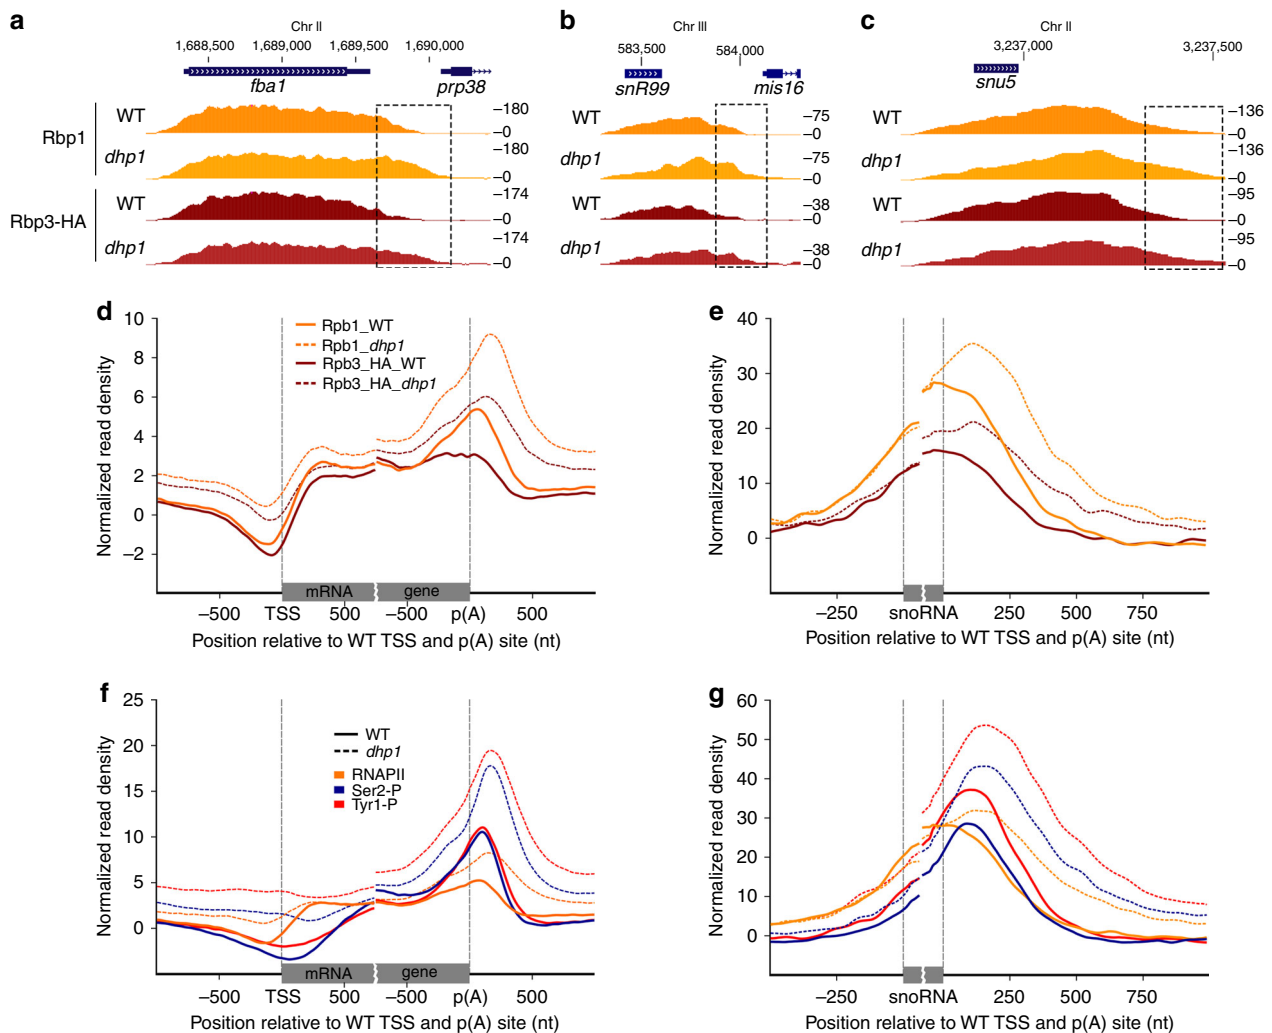 a
Chr II
1,688,500 1,689,000 1,689,500 1,690,000
fba1 prp38
Rbp1
WT –180 –0
dhp1 –180 –0
Rbp3-HA
WT –174 –0
dhp1 –174 –0
b
Chr III
583,500 584,000
snR99 mis16
WT –75 –0
dhp1 –75 –0
WT –38 –0
dhp1 –38 –0
c
Chr II
3,237,000 3,237,500
snu5
WT –136 –0
dhp1 –136 –0
WT –95 –0
dhp1 –95 –0
d
Normalized read density
10
8
6
4
2
0
–2
Rpb1_WT
Rpb1_dhp1
Rpb3_HA_WT
Rpb3_HA_dhp1
mRNA gene
–500 TSS 500 –500 p(A) 500
Position relative to WT TSS and p(A) site (nt)
e
Normalized read density
40
30
20
10
0
–250 snoRNA 250 500 750
Position relative to WT TSS and p(A) site (nt)
f
Normalized read density
25
20
15
10
5
0
WT
dhp1
RNAPII
Ser2-P
Tyr1-P
mRNA gene
–500 TSS 500 –500 p(A) 500
Position relative to WT TSS and p(A) site (nt)
g
Normalized read density
60
50
40
30
20
10
0
–250 snoRNA 250 500 750
Position relative to WT TSS and p(A) site (nt)